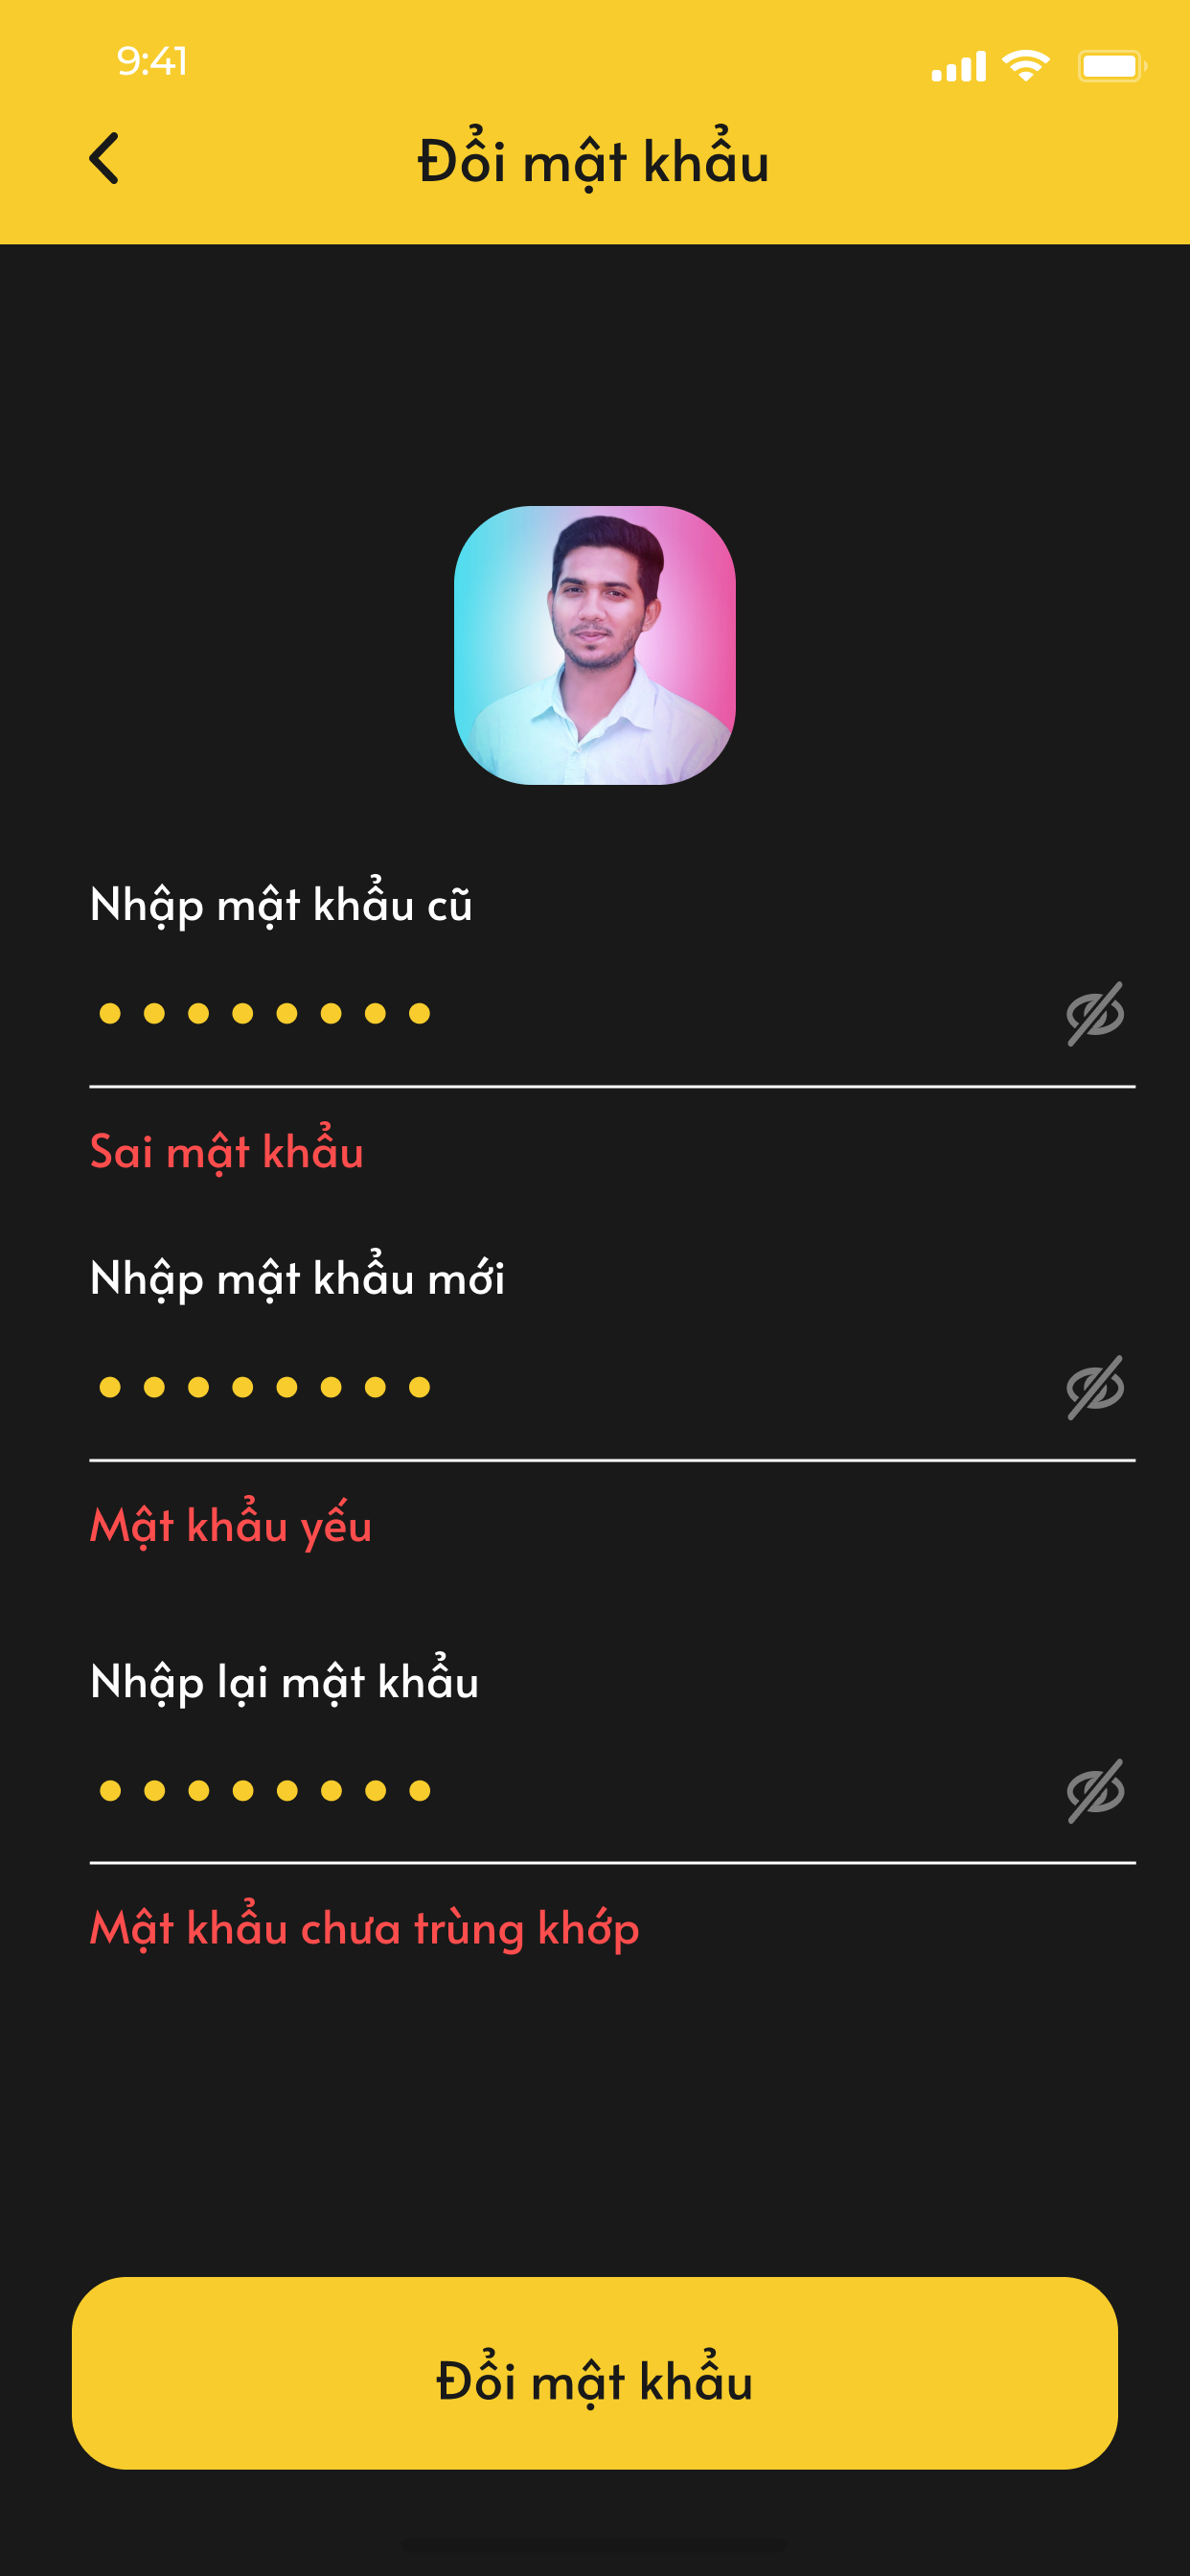 9:41
Đổi mật khẩu
Nhập mật khẩu cũ
Sai mật khẩu
Nhập mật khẩu mới
Mật khẩu yếu
Nhập lại mật khẩu
Mật khẩu chưa trùng khớp
Đổi mật khẩu